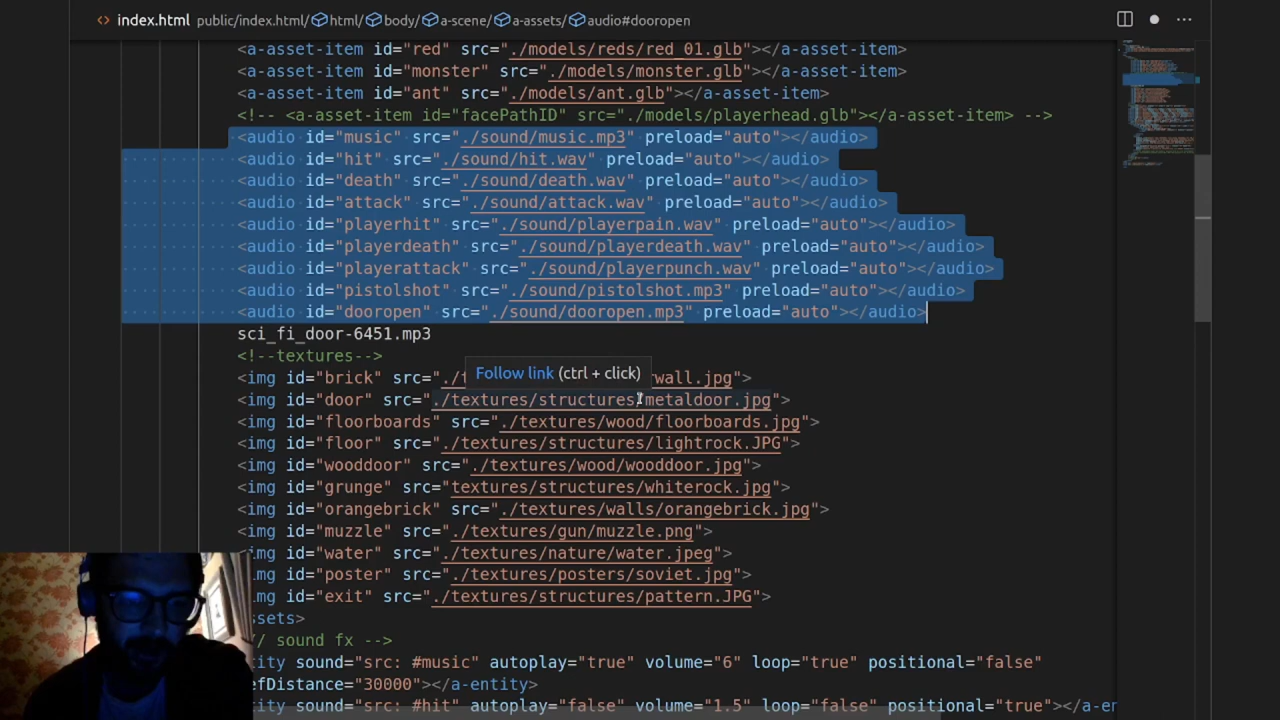 index.html public/index.html/ html/ body/ a-scene/ a-assets/ audio#dooropen
<a-asset-item id="red" src="./models/reds/red_01.glb"></a-asset-item>
<a-asset-item id="monster" src="./models/monster.glb"></a-asset-item>
<a-asset-item id="ant" src="./models/ant.glb"></a-asset-item>
<!-- <a-asset-item id="facePathID" src="./models/playerhead.glb"></a-asset-item> -->
<audio id="music" src="./sound/music.mp3" preload="auto"></audio>
<audio id="hit" src="./sound/hit.wav" preload="auto"></audio>
<audio id="death" src="./sound/death.wav" preload="auto"></audio>
<audio id="attack" src="./sound/attack.wav" preload="auto"></audio>
<audio id="playerhit" src="./sound/playerpain.wav" preload="auto"></audio>
<audio id="playerdeath" src="./sound/playerdeath.wav" preload="auto"></audio>
<audio id="playerattack" src="./sound/playerpunch.wav" preload="auto"></audio>
<audio id="pistolshot" src="./sound/pistolshot.mp3" preload="auto"></audio>
<audio id="dooropen" src="./sound/dooropen.mp3" preload="auto"></audio>
sci_fi_door-6451.mp3
<!--textures-->
Follow link (ctrl + click)
<img id="brick" src="./t wall.jpg">
<img id="door" src="./textures/structures/metaldoor.jpg">
<img id="floorboards" src="./textures/wood/floorboards.jpg">
<img id="floor" src="./textures/structures/lightrock.JPG">
<img id="wooddoor" src="./textures/wood/wooddoor.jpg">
<img id="grunge" src="textures/structures/whiterock.jpg">
<img id="orangebrick" src="./textures/walls/orangebrick.jpg">
<img id="muzzle" src="./textures/gun/muzzle.png">
img id="water" src="./textures/nature/water.jpeg">
img id="poster" src="./textures/posters/soviet.jpg">
img id="exit" src="./textures/structures/pattern.JPG">
ssets>
// sound fx -->
tity sound="src: #music" autoplay="true" volume="6" loop="true" positional="false"
efDistance="30000"></a-entity>
tity sound="src: #hit" autoplay="false" volume="1.5" loop="false" positional="true"></a-en